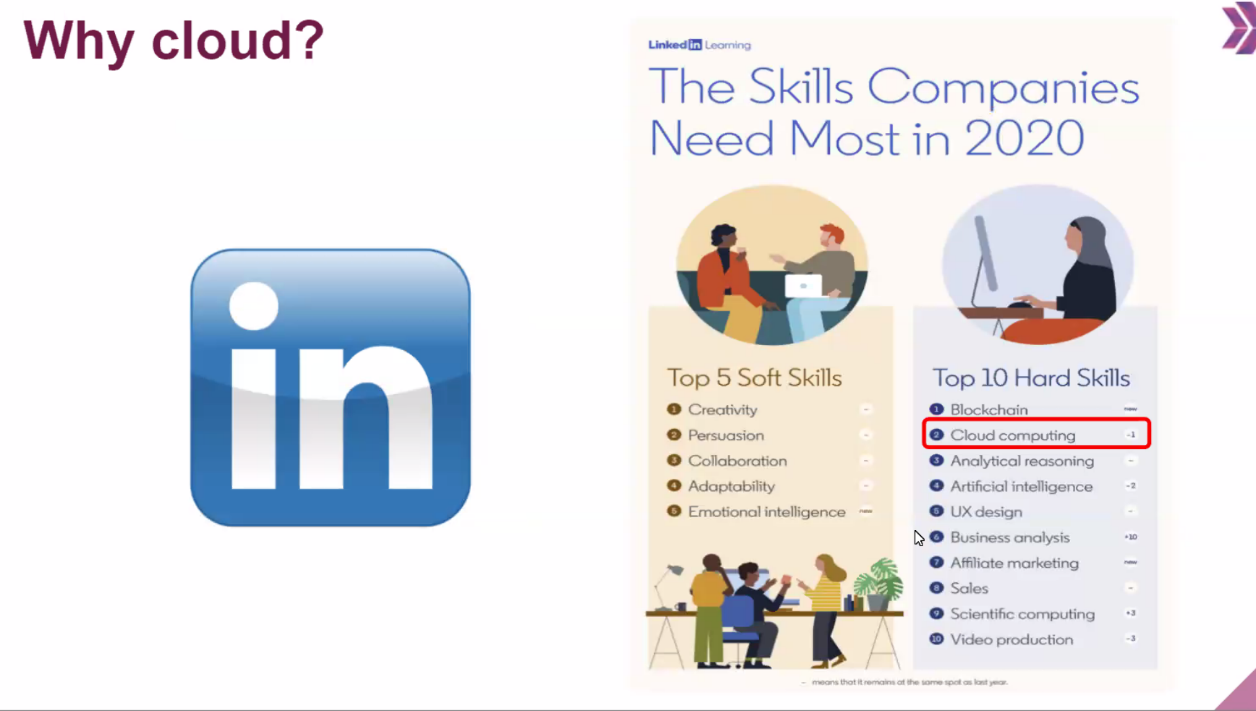 Why cloud?
in
Linked in Learning
The Skills Companies
Need Most in 2020
Top 5 Soft Skills
1 Creativity –
2 Persuasion –
3 Collaboration –
4 Adaptability –
5 Emotional intelligence new
Top 10 Hard Skills
1 Blockchain new
2 Cloud computing -1
3 Analytical reasoning –
4 Artificial intelligence -2
5 UX design –
6 Business analysis +10
7 Affiliate marketing new
8 Sales –
9 Scientific computing +3
10 Video production -3
– means that it remains at the same spot as last year.